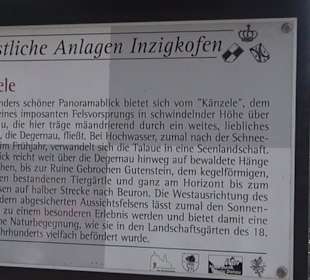 stliche Anlagen Inzigkofen
ele
nders schöner Panoramablick bietet sich vom "Känzele", dem
eines imposanten Felsvorsprungs in schwindelnder Höhe über
u, die hier träge mäandrierend durch ein weites, liebliches
, die Degernau, fließt. Bei Hochwasser, zumal nach der Schnee-
im Frühjahr, verwandelt sich die Talaue in eine Seenlandschaft.
ick reicht weit über die Degernau hinweg auf bewaldete Hänge
hen, bis zur Ruine Gebrochen Gutenstein, dem kegelförmigen,
en bestandenen Tiergärtle und ganz am Horizont bis zum
sen auf halber Strecke nach Beuron. Die Westausrichtung des
dern abgesicherten Aussichtsfelsens lässt zumal den Sonnen-
zu einem besonderen Erlebnis werden und bietet damit eine
e Naturbegegnung, wie sie in den Landschaftsgärten des 18.
hrhunderts vielfach befördert wurde.